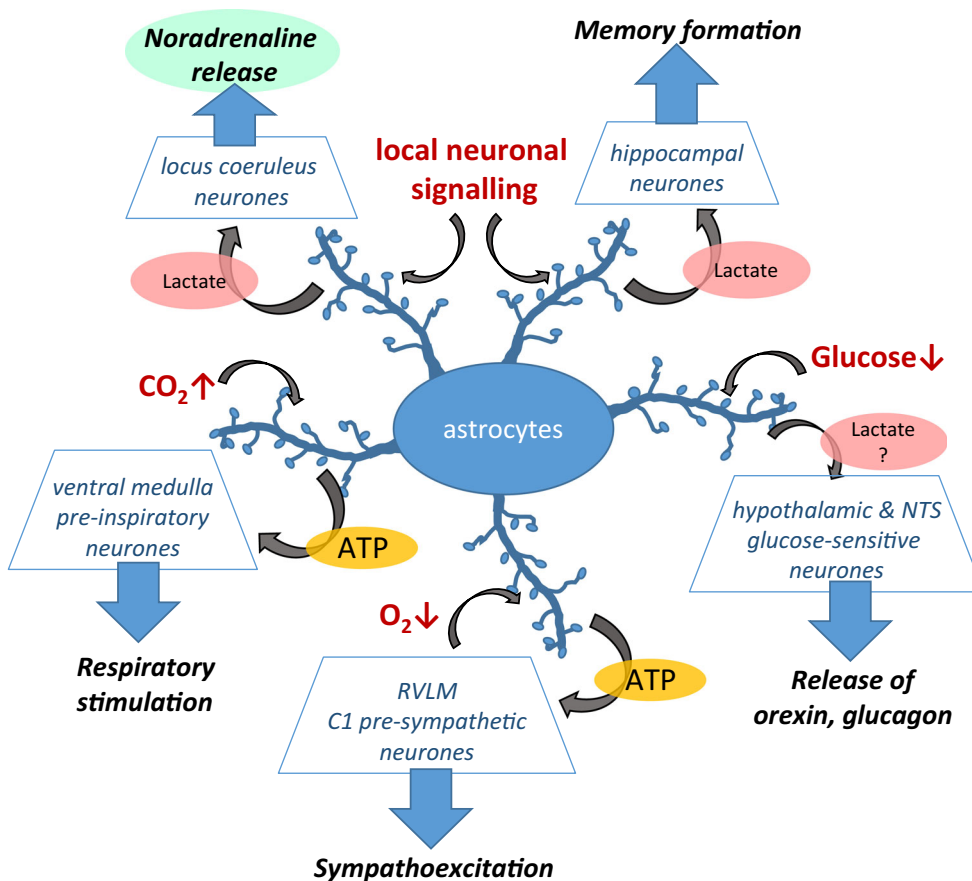 Noradrenaline
release
Memory formation
locus coeruleus
neurones
local neuronal
signalling
hippocampal
neurones
Lactate
Lactate
CO₂↑
Glucose↓
astrocytes
Lactate
?
ventral medulla
pre-inspiratory
neurones
ATP
hypothalamic & NTS
glucose-sensitive
neurones
O₂↓
Respiratory
stimulation
RVLM
C1 pre-sympathetic
neurones
ATP
Release of
orexin, glucagon
Sympathoexcitation